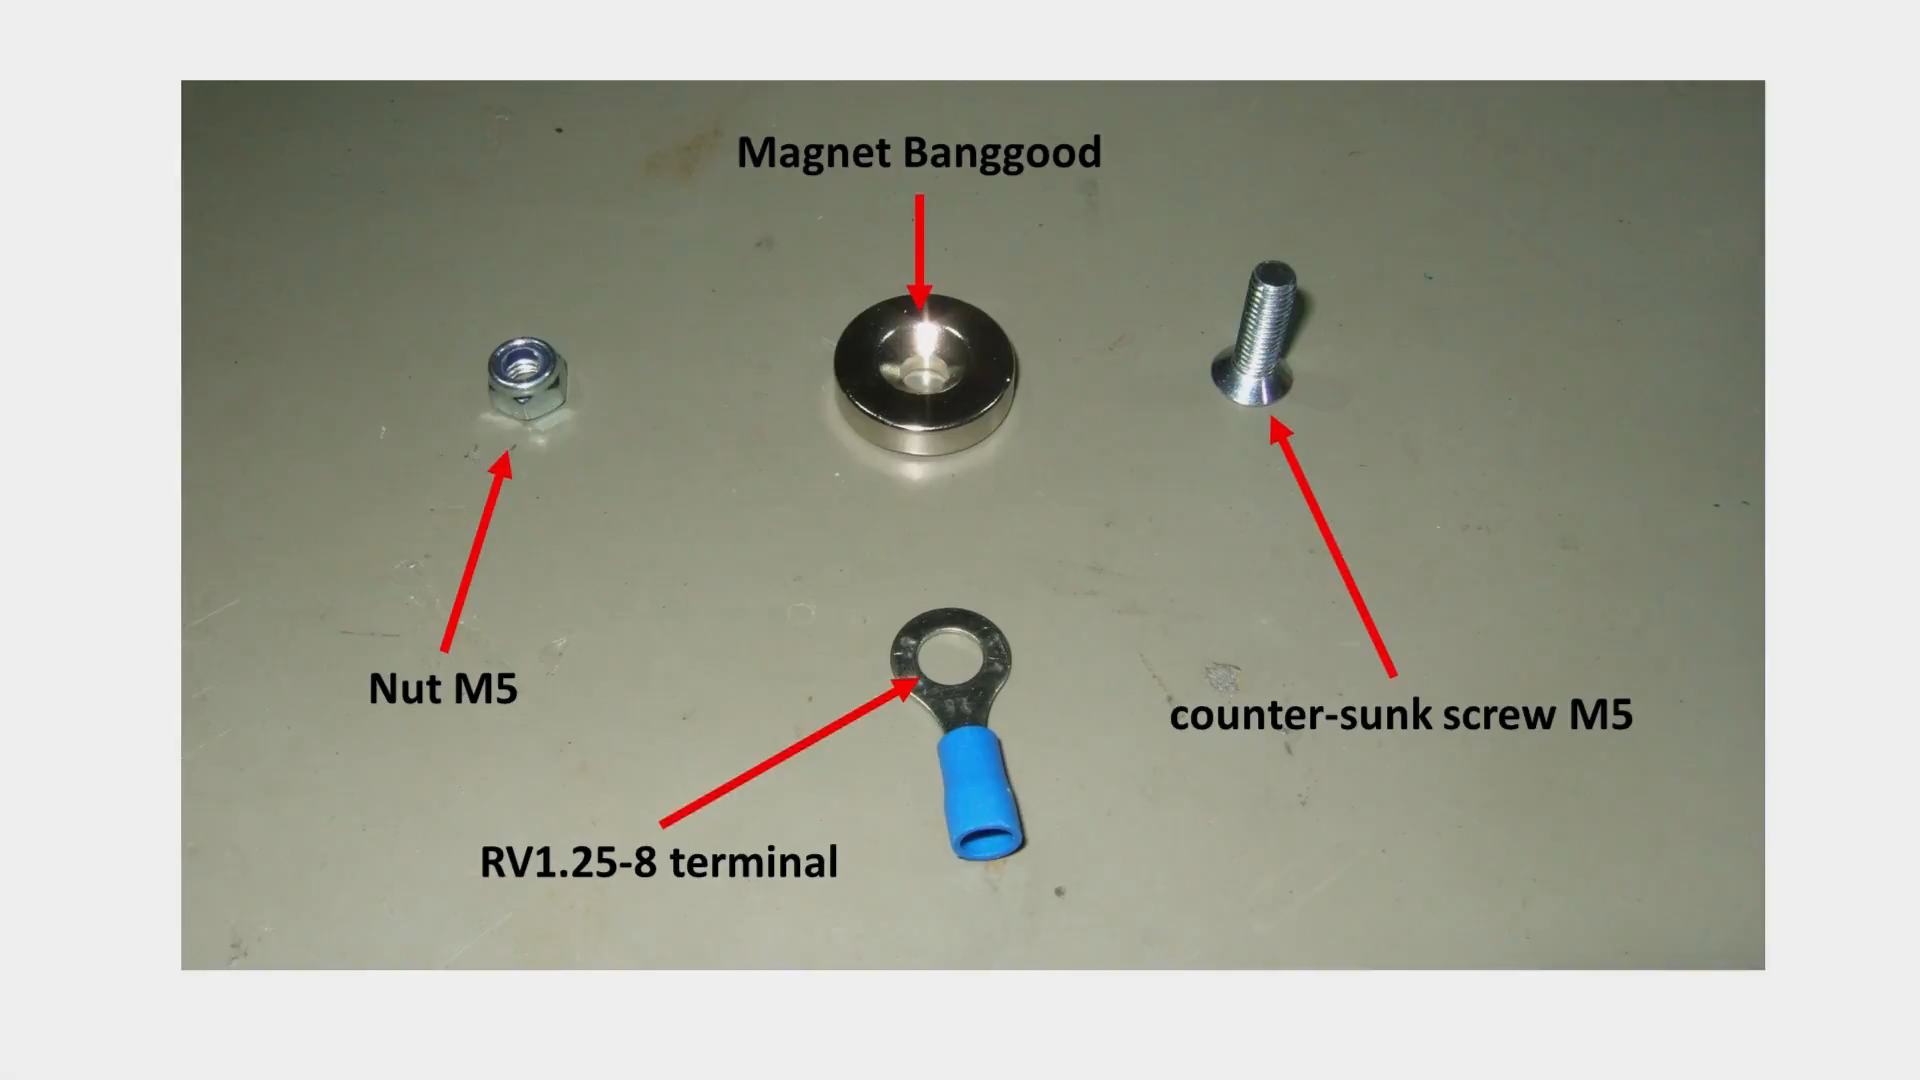 Magnet Banggood
Nut M5
counter-sunk screw M5
RV1.25-8 terminal